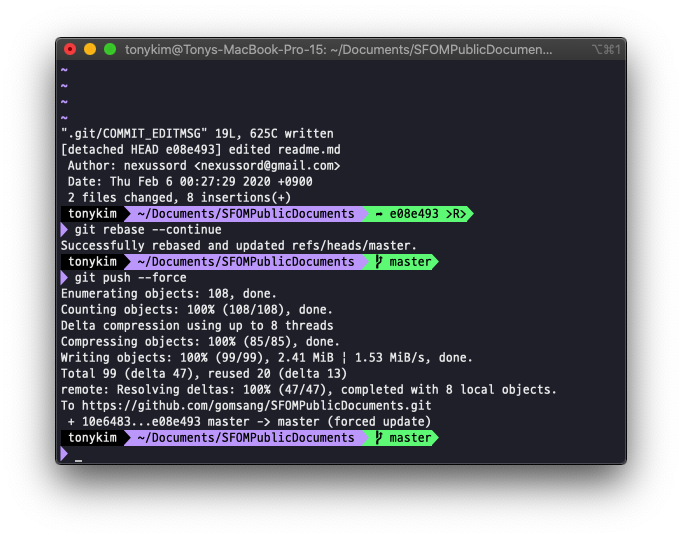 tonykim@Tonys-MacBook-Pro-15: ~/Documents/SFOMPublicDocumen... ⌥⌘1
~
~
~
~
".git/COMMIT_EDITMSG" 19L, 625C written
[detached HEAD e08e493] edited readme.md
Author: nexussord <nexussord@gmail.com>
Date: Thu Feb 6 00:27:29 2020 +0900
2 files changed, 8 insertions(+)
tonykim ~/Documents/SFOMPublicDocuments ➦ e08e493 >R>
git rebase --continue
Successfully rebased and updated refs/heads/master.
tonykim ~/Documents/SFOMPublicDocuments master
git push --force
Enumerating objects: 108, done.
Counting objects: 100% (108/108), done.
Delta compression using up to 8 threads
Compressing objects: 100% (85/85), done.
Writing objects: 100% (99/99), 2.41 MiB ¦ 1.53 MiB/s, done.
Total 99 (delta 47), reused 20 (delta 13)
remote: Resolving deltas: 100% (47/47), completed with 8 local objects.
To https://github.com/gomsang/SFOMPublicDocuments.git
+ 10e6483...e08e493 master -> master (forced update)
tonykim ~/Documents/SFOMPublicDocuments master
_